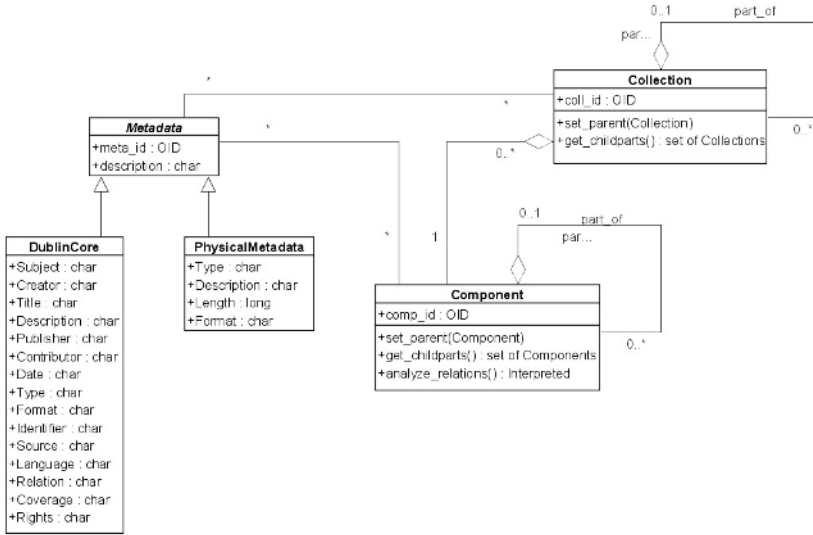 0..1
part_of
par...
Collection
+coll_id : OID
+set_parent(Collection)
+get_childparts() : set of Collections
0..*
*
*
Metadata
+meta_id : OID
+description : char
*
0..*
0..1
part_of
par...
*
1
DublinCore
+Subject : char
+Creator : char
+Title : char
+Description : char
+Publisher : char
+Contributor : char
+Date : char
+Type : char
+Format : char
+Identifier : char
+Source : char
+Language : char
+Relation : char
+Coverage : char
+Rights : char
PhysicalMetadata
+Type : char
+Description : char
+Length : long
+Format : char
Component
+comp_id : OID
+set_parent(Component)
+get_childparts() : set of Components
+analyze_relations() : Interpreted
0..*